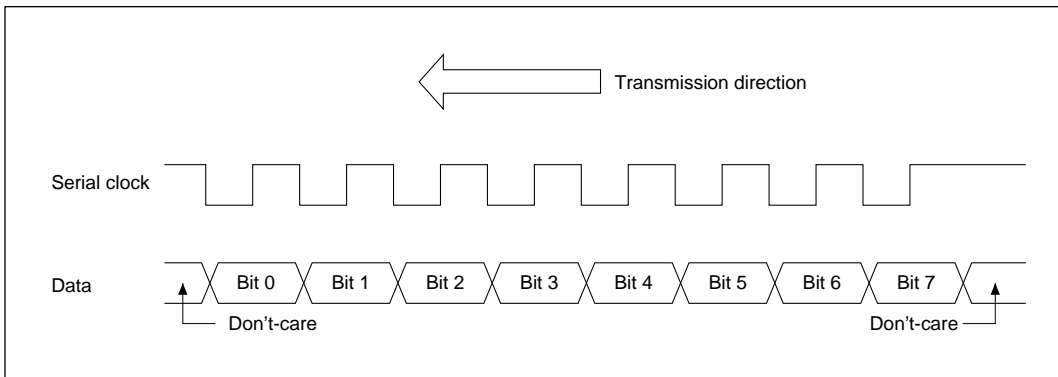 Transmission direction
Serial clock
Data
Bit 0 Bit 1 Bit 2 Bit 3 Bit 4 Bit 5 Bit 6 Bit 7
Don't-care Don't-care